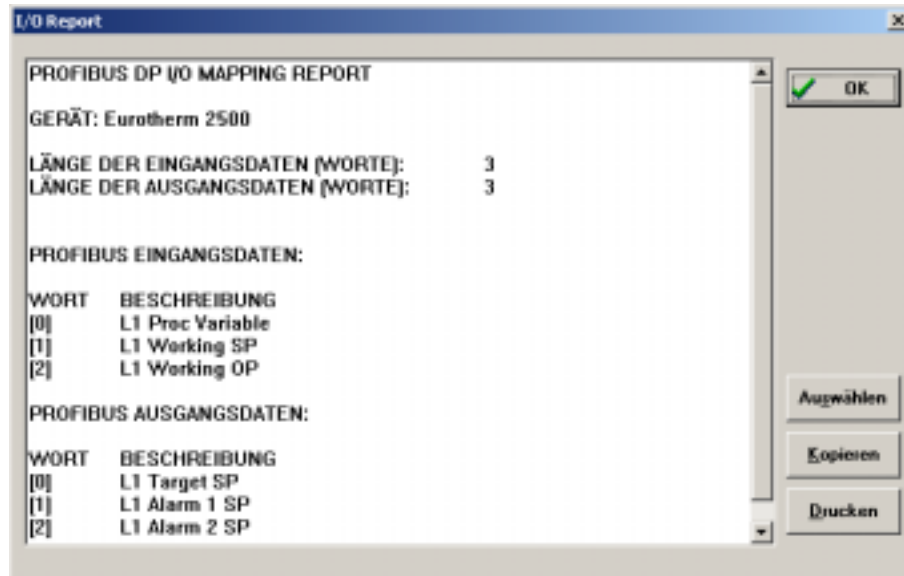 I/O Report
PROFIBUS DP I/O MAPPING REPORT
OK
GERÄT: Eurotherm 2500
LÄNGE DER EINGANGSDATEN (WORTE): 3
LÄNGE DER AUSGANGSDATEN (WORTE): 3
PROFIBUS EINGANGSDATEN:
WORT BESCHREIBUNG
[0] L1 Proc Variable
[1] L1 Working SP
[2] L1 Working OP
PROFIBUS AUSGANGSDATEN:
WORT BESCHREIBUNG
[0] L1 Target SP
[1] L1 Alarm 1 SP
[2] L1 Alarm 2 SP
Auswählen
Kopieren
Drucken